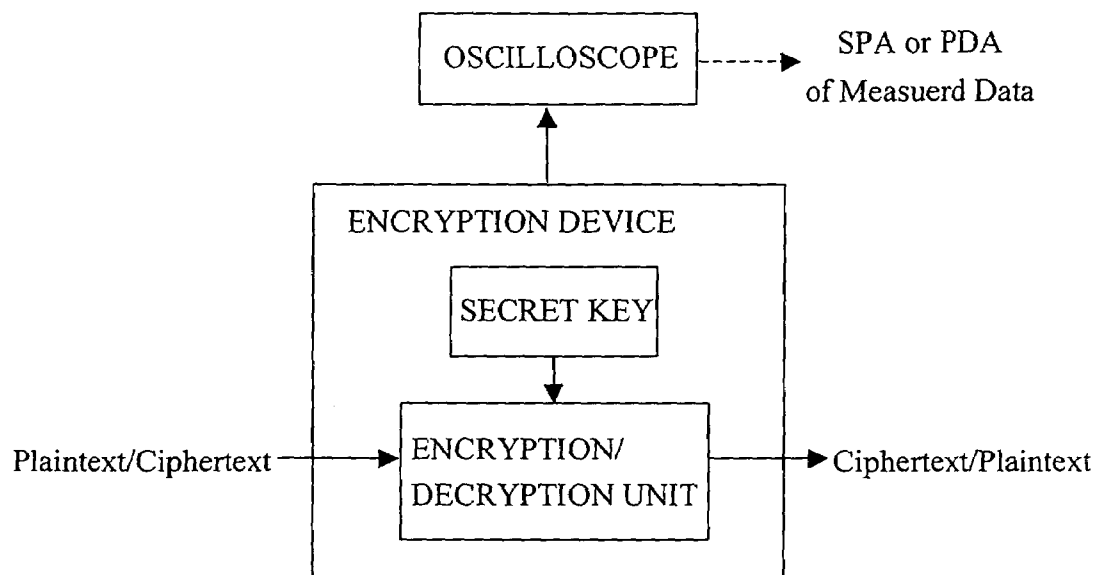 OSCILLOSCOPE
SPA or PDA
of Measuerd Data
ENCRYPTION DEVICE
SECRET KEY
Plaintext/Ciphertext
ENCRYPTION/
DECRYPTION UNIT
Ciphertext/Plaintext